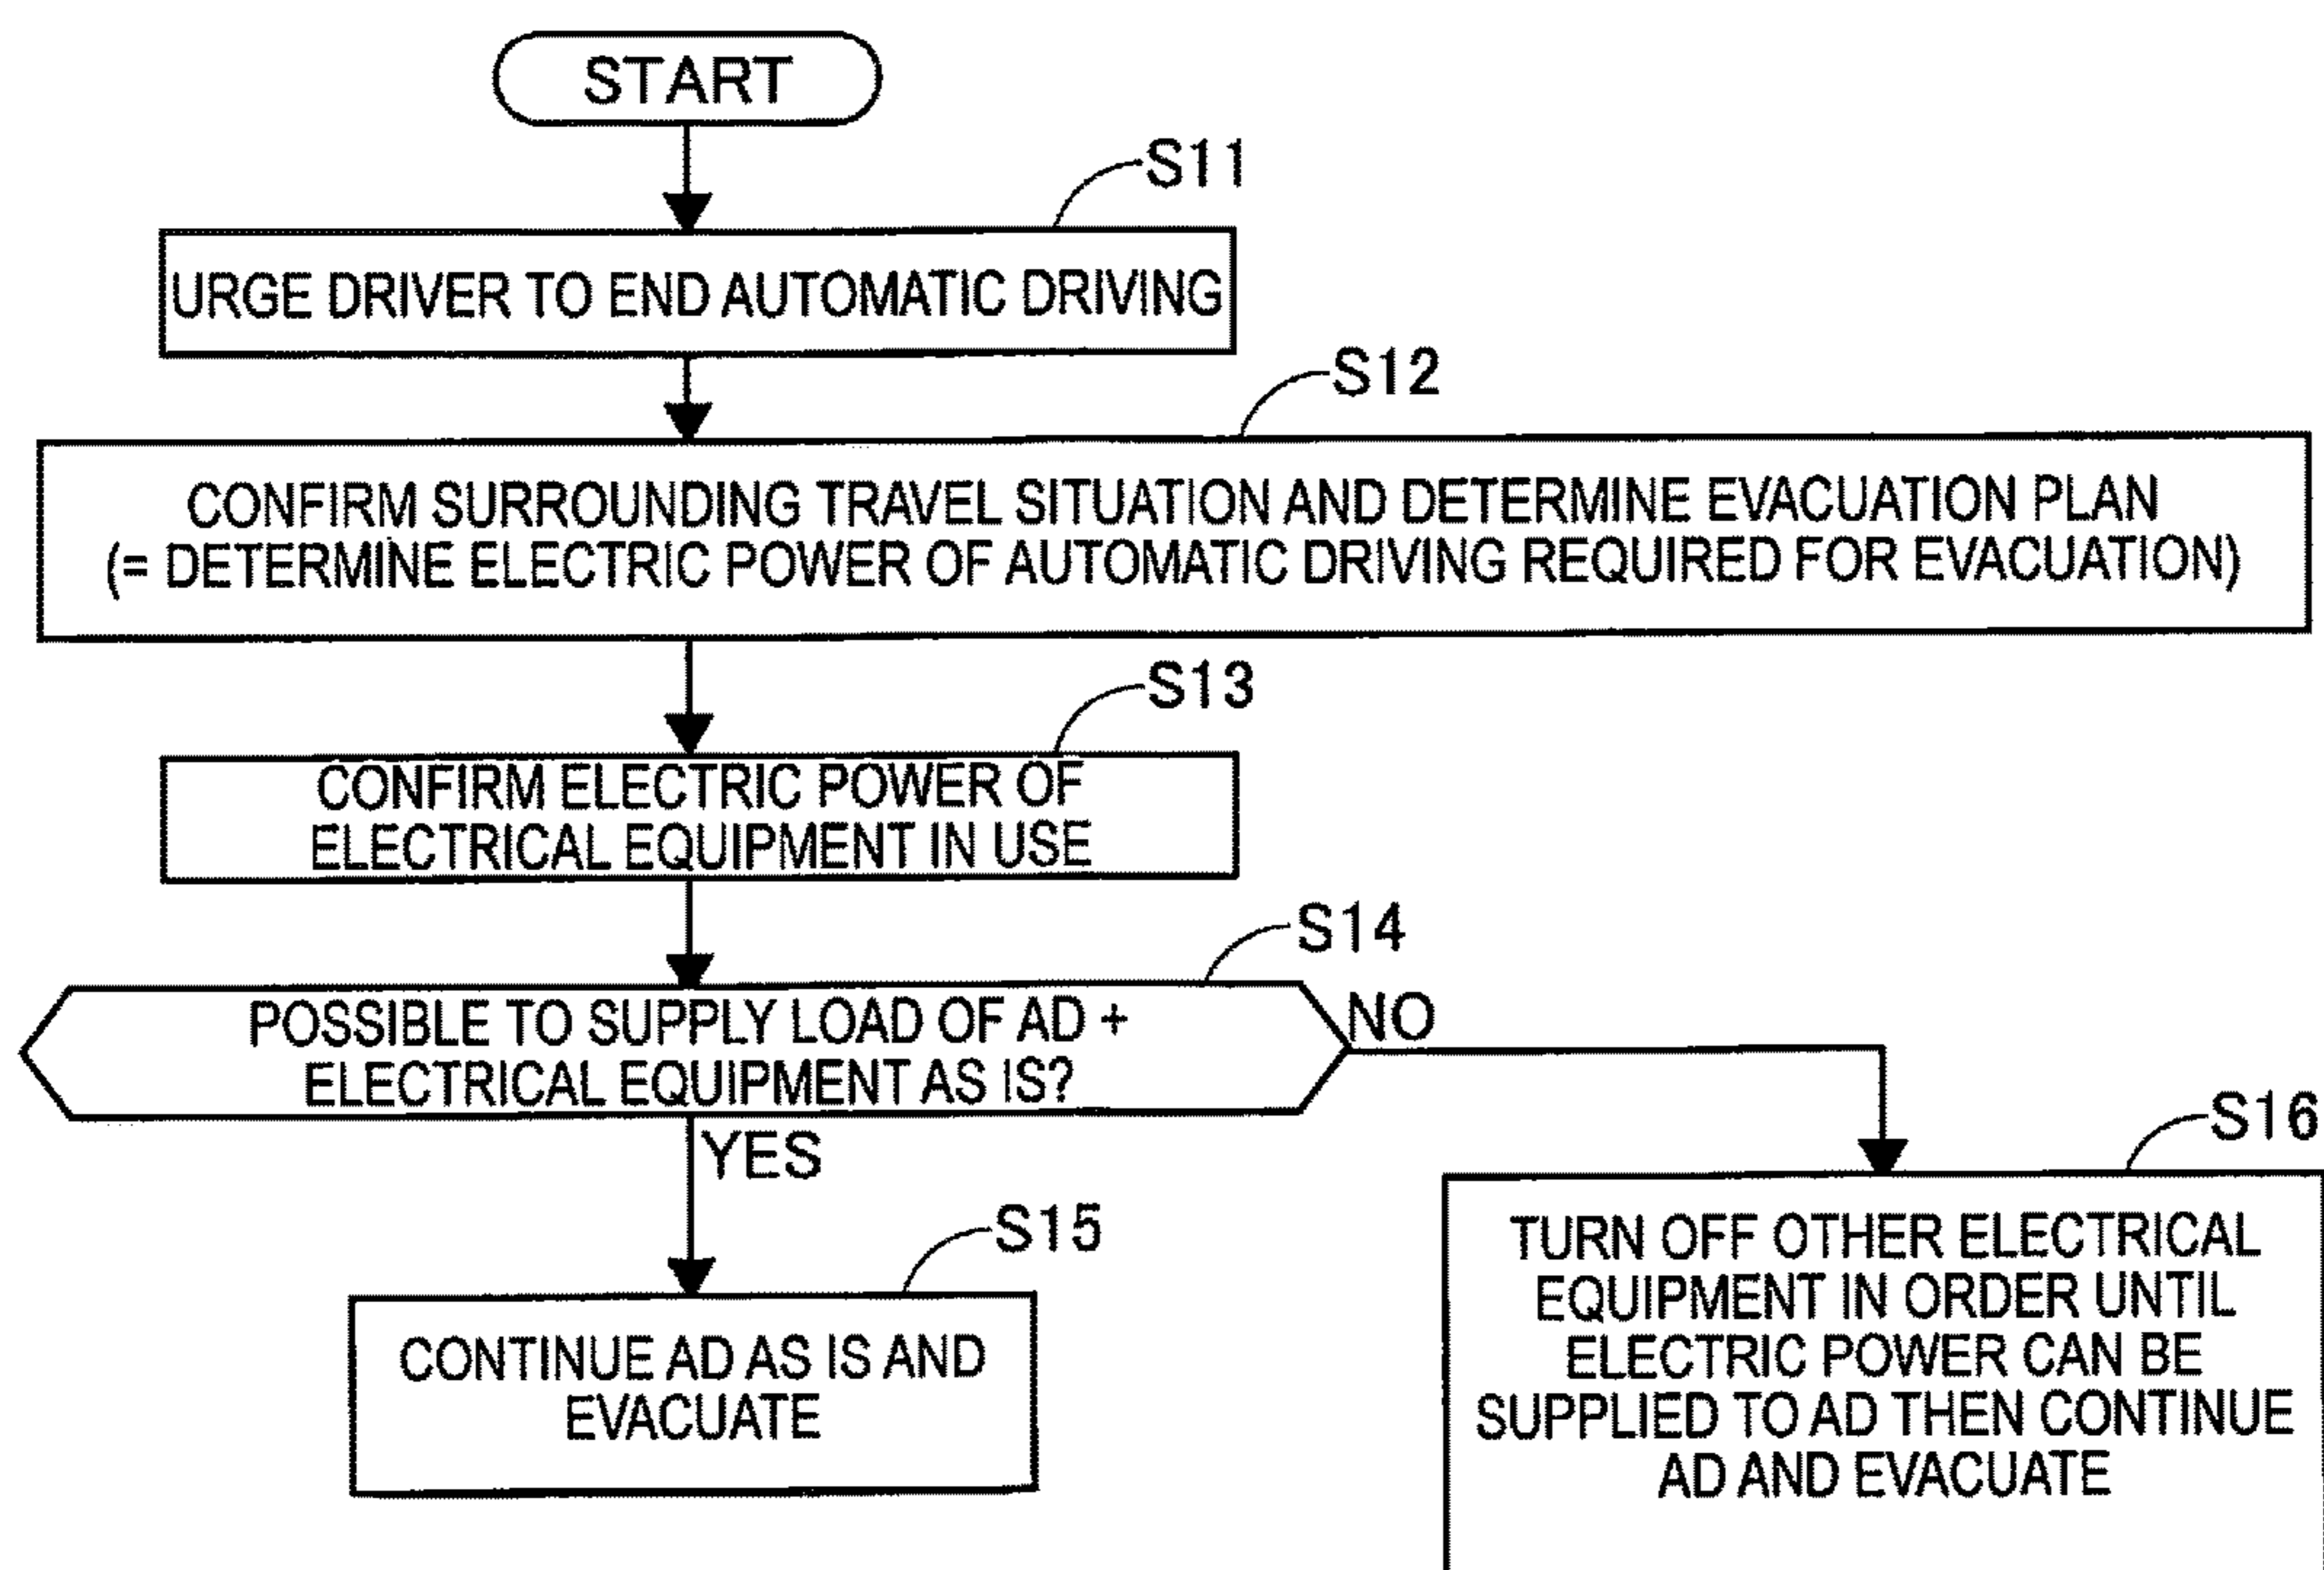 START
S11
URGE DRIVER TO END AUTOMATIC DRIVING
S12
CONFIRM SURROUNDING TRAVEL SITUATION AND DETERMINE EVACUATION PLAN
(= DETERMINE ELECTRIC POWER OF AUTOMATIC DRIVING REQUIRED FOR EVACUATION)
S13
CONFIRM ELECTRIC POWER OF
ELECTRICAL EQUIPMENT IN USE
S14
POSSIBLE TO SUPPLY LOAD OF AD +
ELECTRICAL EQUIPMENT AS IS?
NO
YES
S15
CONTINUE AD AS IS AND
EVACUATE
S16
TURN OFF OTHER ELECTRICAL
EQUIPMENT IN ORDER UNTIL
ELECTRIC POWER CAN BE
SUPPLIED TO AD THEN CONTINUE
AD AND EVACUATE